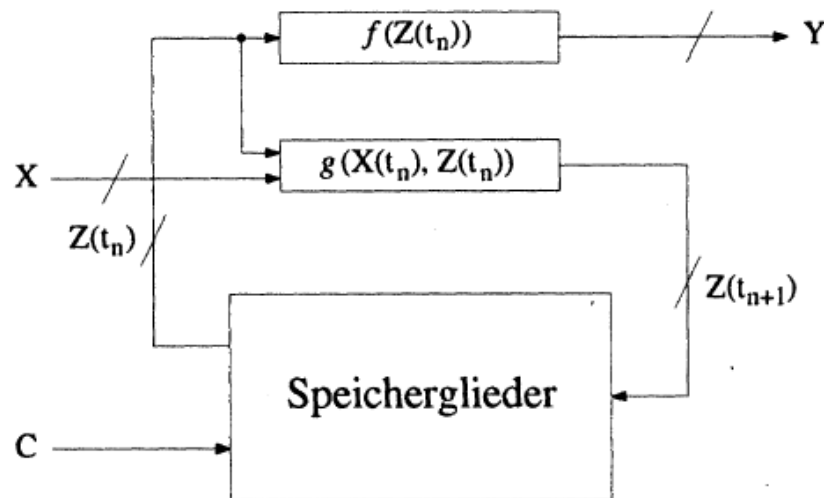 f(Z(tn))
Y
X
g(X(tn), Z(tn))
Z(tn)
Z(tn+1)
Speicherglieder
C